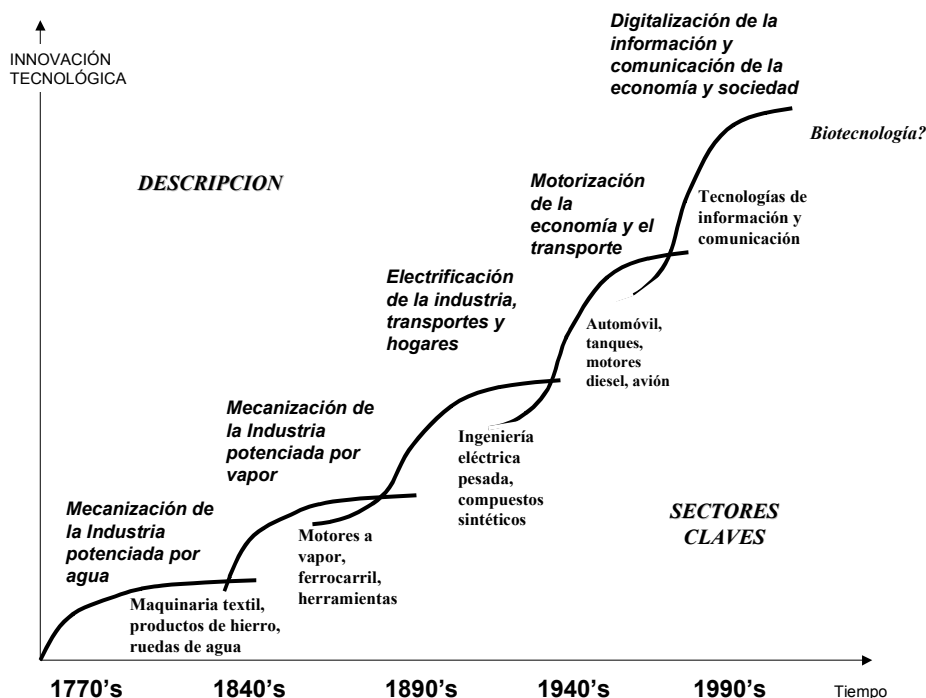 Digitalización de la
información y
comunicación de la
economía y sociedad
INNOVACIÓN
TECNOLÓGICA
Biotecnología?
DESCRIPCION
Motorización
de la
economía y el
transporte
Tecnologías de
información y
comunicación
Electrificación
de la industria,
transportes y
hogares
Automóvil,
tanques,
motores
diesel, avión
Mecanización de
la Industria
potenciada por
vapor
Ingeniería
eléctrica
pesada,
compuestos
sintéticos
SECTORES
CLAVES
Mecanización de
la Industria
potenciada por
agua
Motores a
vapor,
ferrocarril,
herramientas
Maquinaria textil,
productos de hierro,
ruedas de agua
1770's 1840's 1890's 1940's 1990's Tiempo